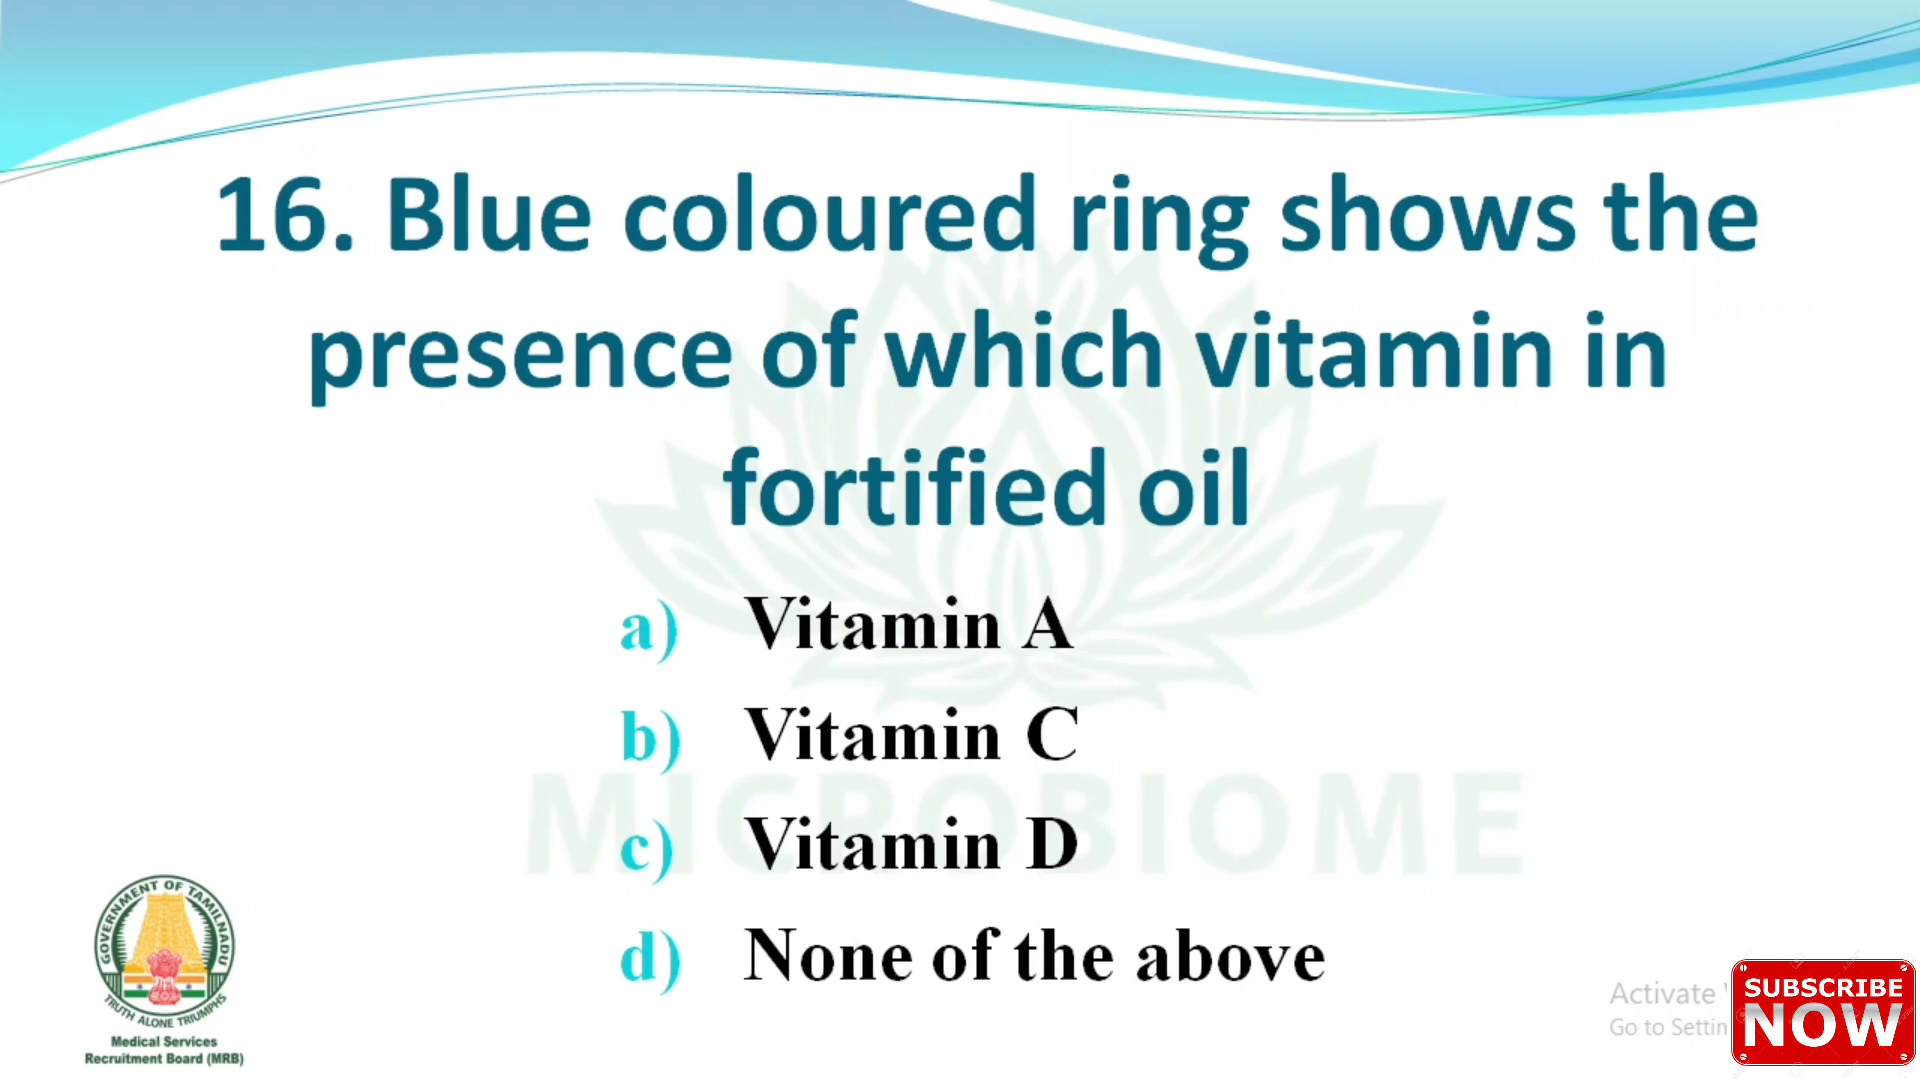 16. Blue coloured ring shows the
presence of which vitamin in
fortified oil
a) Vitamin A
b) Vitamin C
MICROBIOME
c) Vitamin D
d) None of the above
GOVERNMENT OF TAMILNADU
TRUTH ALONE TRIUMPHS
Medical Services
Recruitment Board (MRB)
Activate
Go to Settin
SUBSCRIBE
NOW